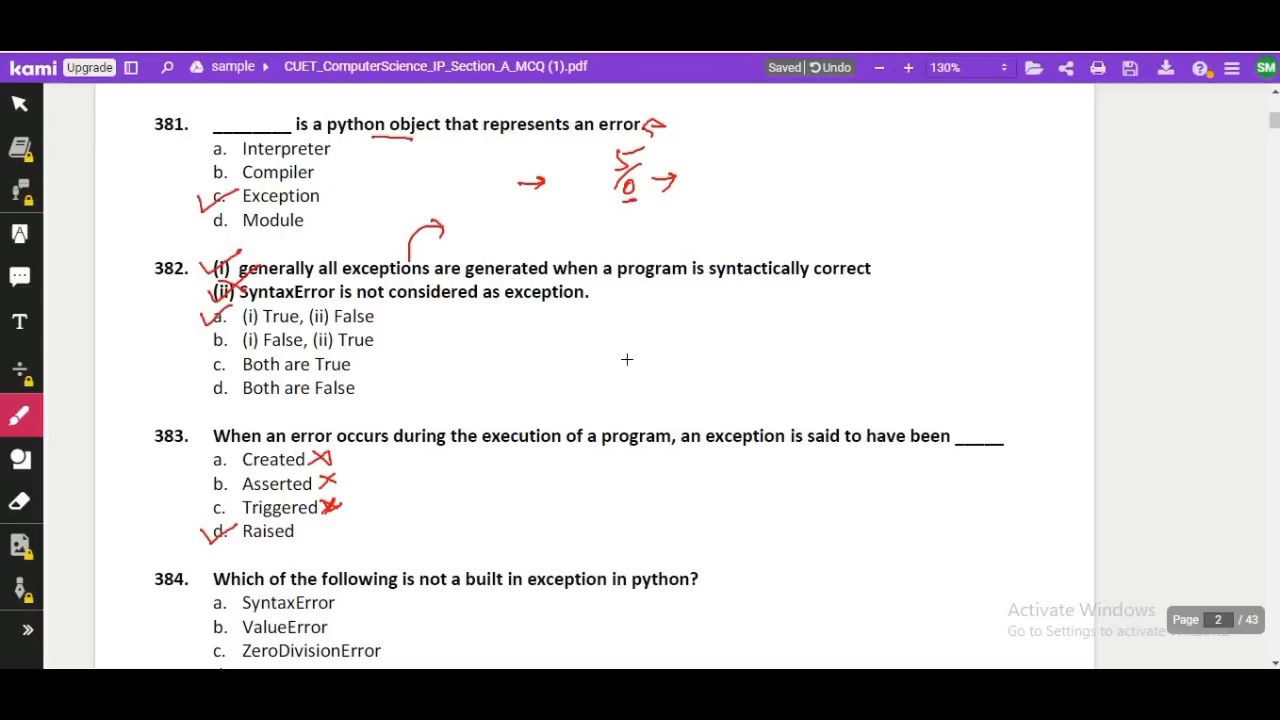 kami Upgrade sample CUET_ComputerScience_IP_Section_A_MCQ (1).pdf Saved Undo 130% SM
381. ________ is a python object that represents an error.
a. Interpreter
5/0
b. Compiler
c. Exception
d. Module
382. (i) generally all exceptions are generated when a program is syntactically correct
(ii) SyntaxError is not considered as exception.
a. (i) True, (ii) False
b. (i) False, (ii) True
c. Both are True
d. Both are False
383. When an error occurs during the execution of a program, an exception is said to have been _____
a. Created
b. Asserted
c. Triggered
d. Raised
384. Which of the following is not a built in exception in python?
a. SyntaxError
b. ValueError
c. ZeroDivisionError
Activate Windows
Go to Settings to activate Windows.
Page 2 / 43